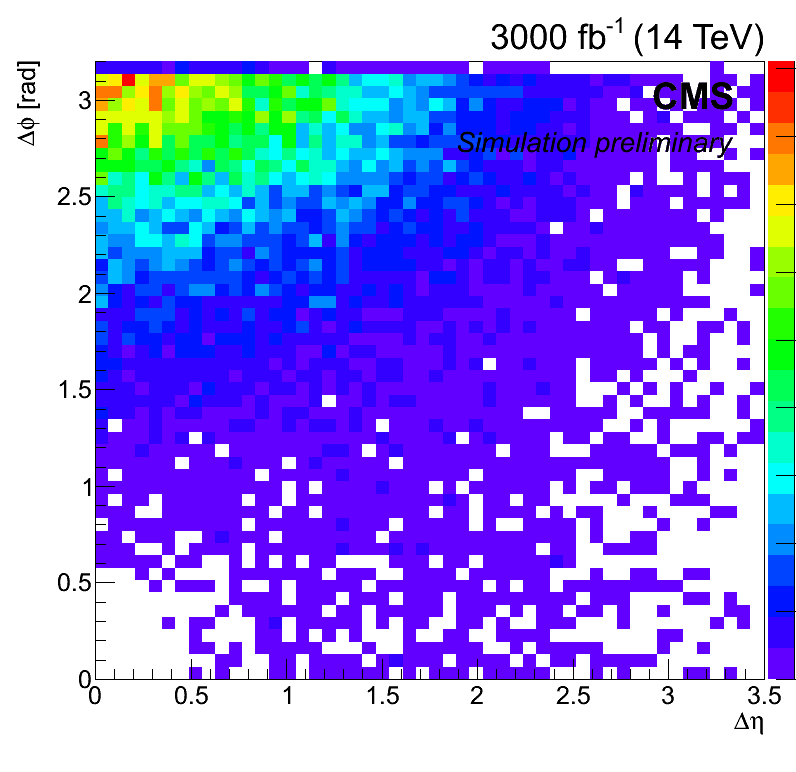 3000 fb-1 (14 TeV)
CMS
Simulation preliminary
Δφ [rad]
3
2.5
2
1.5
1
0.5
0
0 0.5 1 1.5 2 2.5 3 3.5
Δη